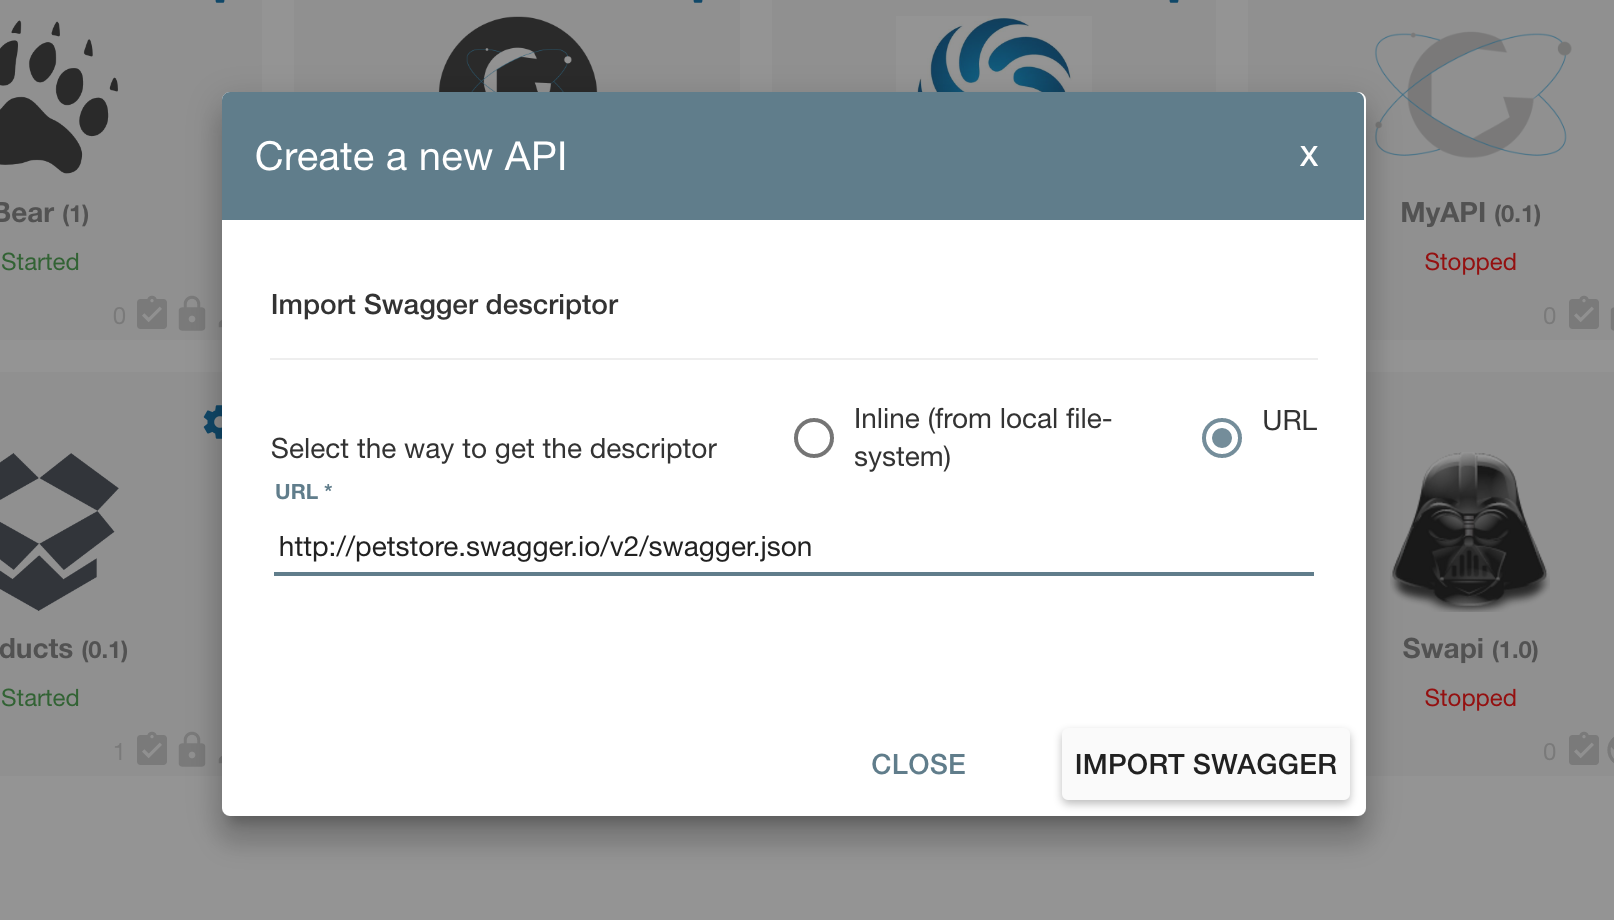 Create a new API
X
Bear (1)
Started
0
MyAPI (0.1)
Stopped
0
Import Swagger descriptor
Select the way to get the descriptor
Inline (from local file-
system)
URL
URL *
http://petstore.swagger.io/v2/swagger.json
ducts (0.1)
Started
1
Swapi (1.0)
Stopped
0
CLOSE
IMPORT SWAGGER